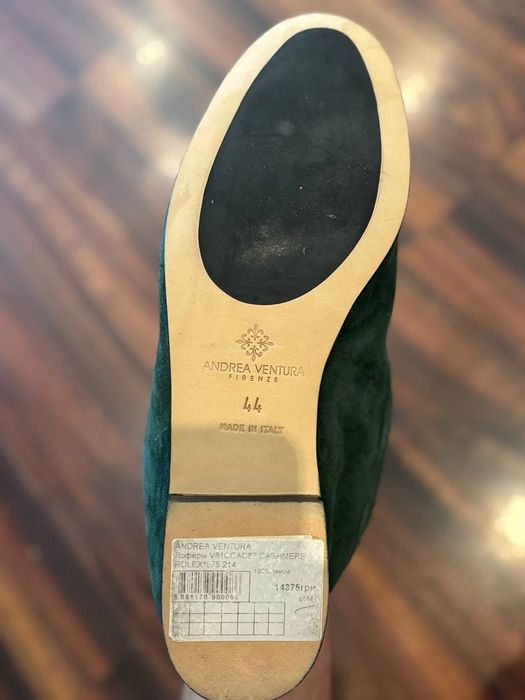 ANDREA VENTURA
FIRENZE
44
MADE IN ITALY
ANDREA VENTURA
Лоферы V81CCAC87 CASHMERE
ROLEX*575 214
100% замша
14375грн